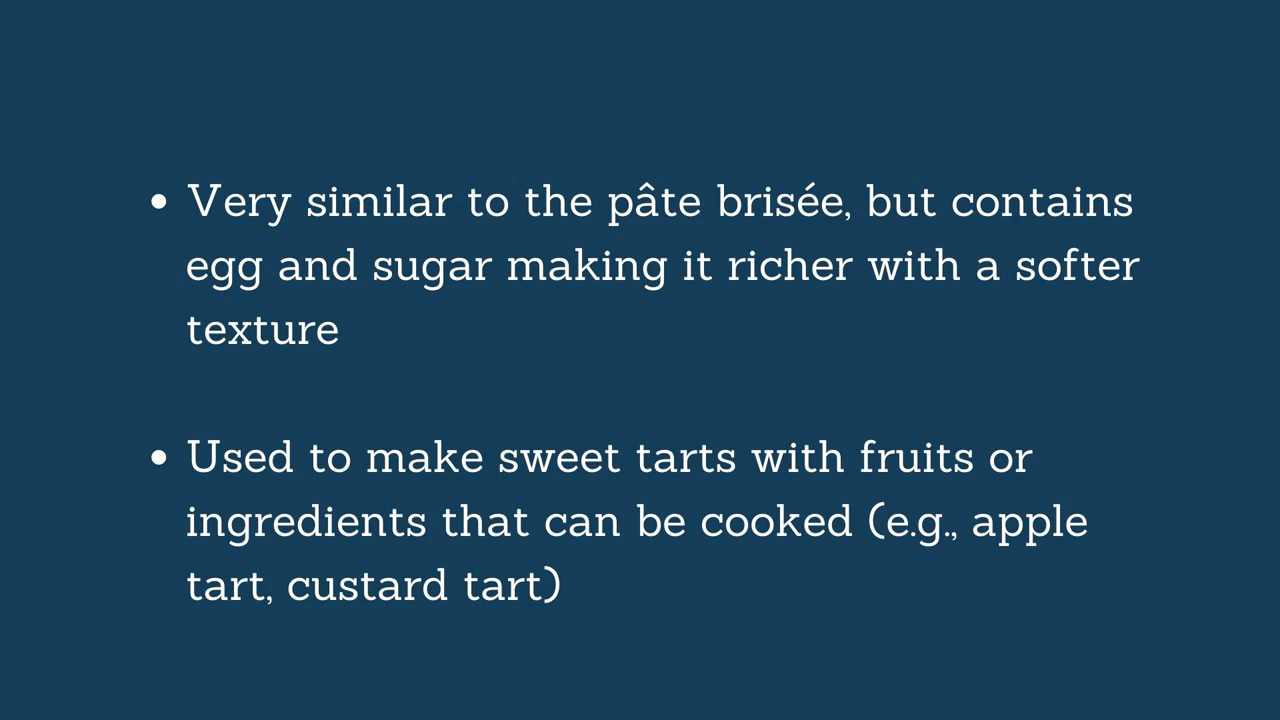 • Very similar to the pâte brisée, but contains
egg and sugar making it richer with a softer
texture
• Used to make sweet tarts with fruits or
ingredients that can be cooked (e.g., apple
tart, custard tart)